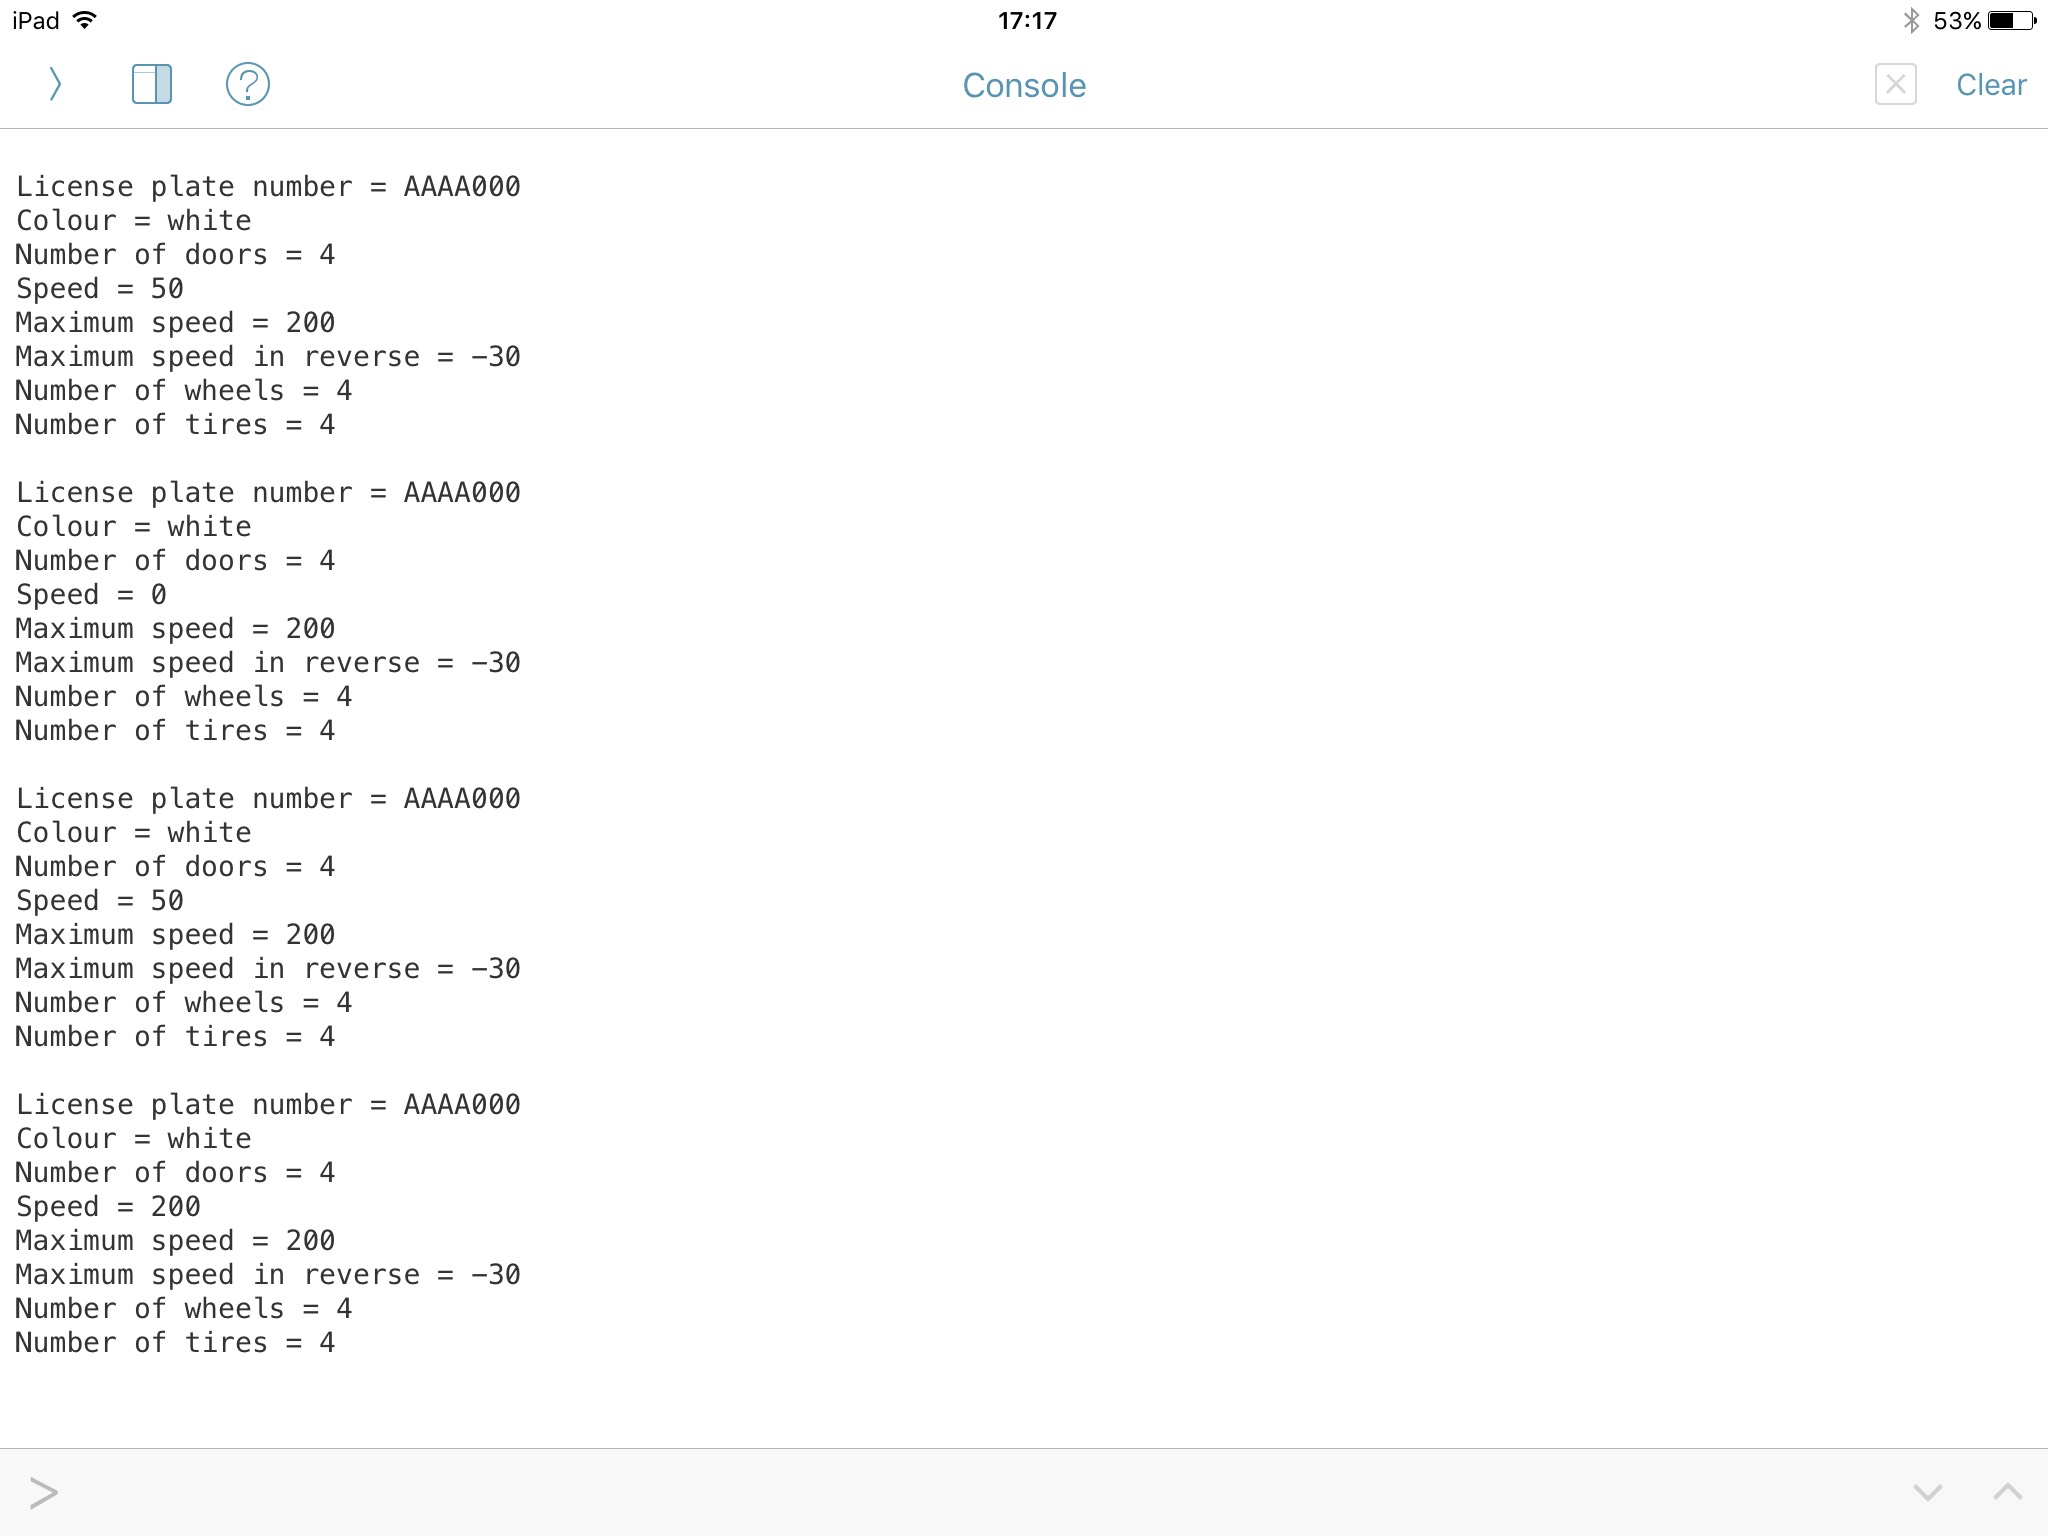 iPad 17:17 53%
Console Clear
License plate number = AAAA000
Colour = white
Number of doors = 4
Speed = 50
Maximum speed = 200
Maximum speed in reverse = -30
Number of wheels = 4
Number of tires = 4
License plate number = AAAA000
Colour = white
Number of doors = 4
Speed = 0
Maximum speed = 200
Maximum speed in reverse = -30
Number of wheels = 4
Number of tires = 4
License plate number = AAAA000
Colour = white
Number of doors = 4
Speed = 50
Maximum speed = 200
Maximum speed in reverse = -30
Number of wheels = 4
Number of tires = 4
License plate number = AAAA000
Colour = white
Number of doors = 4
Speed = 200
Maximum speed = 200
Maximum speed in reverse = -30
Number of wheels = 4
Number of tires = 4
>